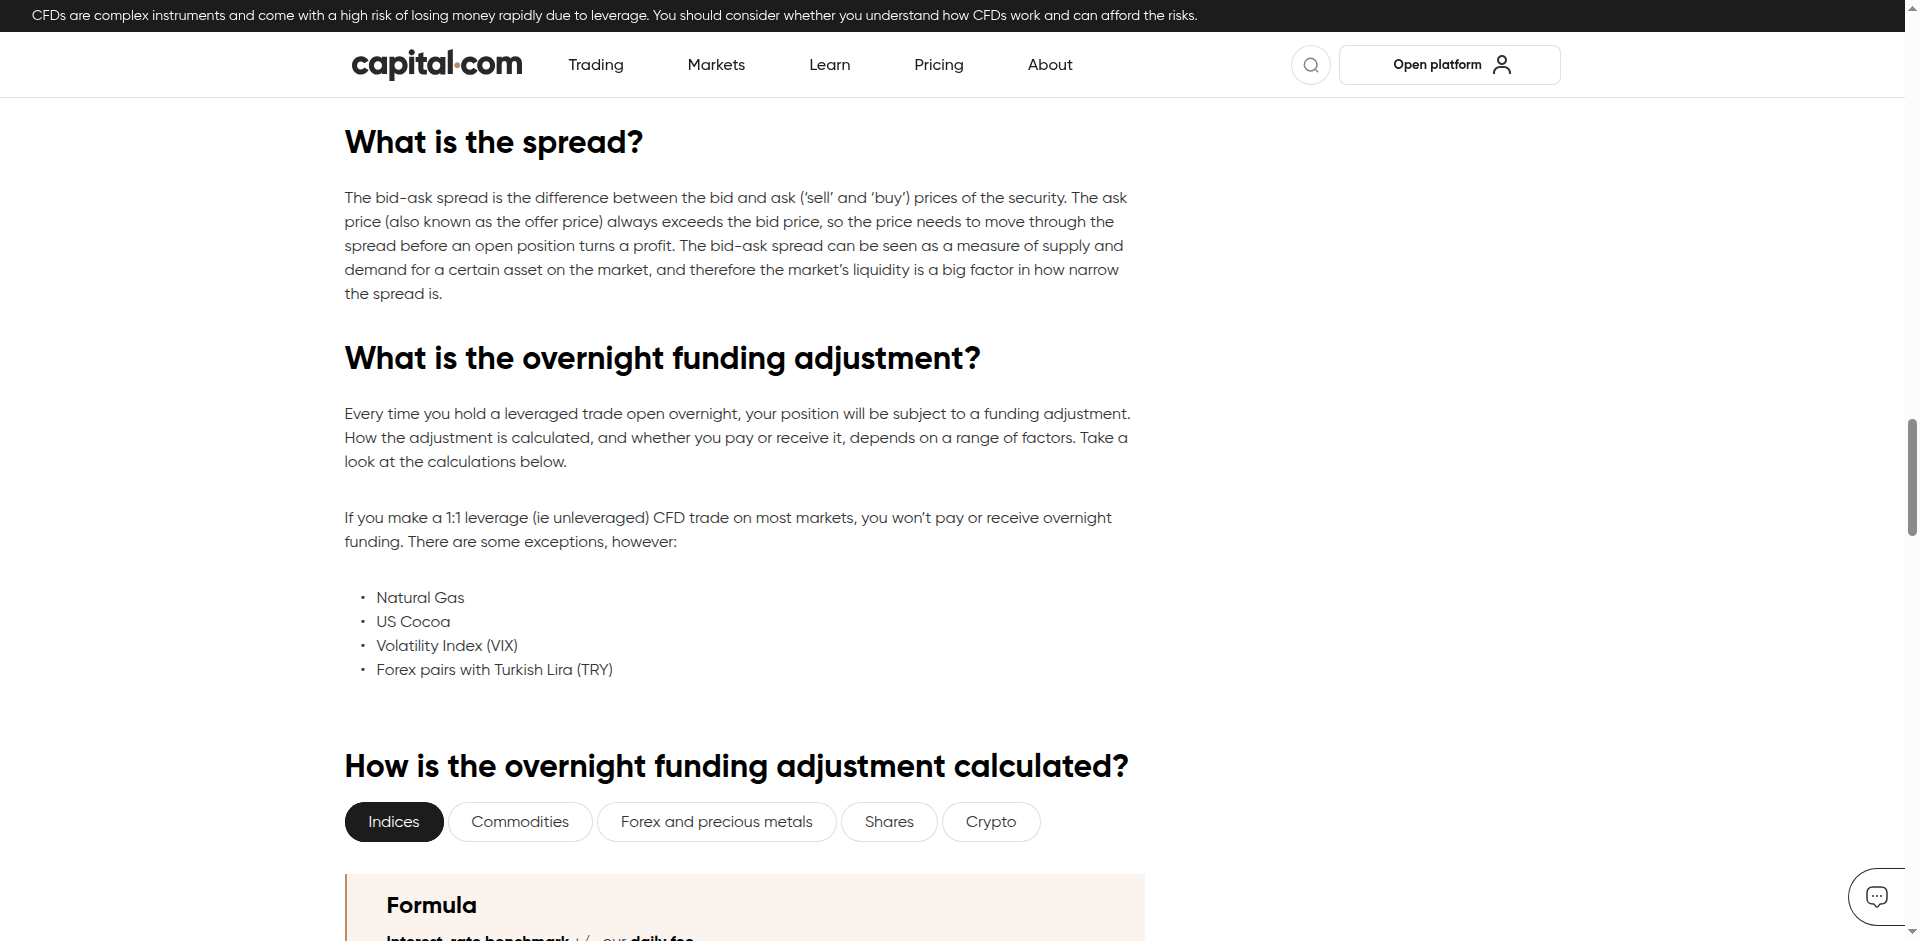 CFDs are complex instruments and come with a high risk of losing money rapidly due to leverage. You should consider whether you understand how CFDs work and can afford the risks.
capital.com Trading Markets Learn Pricing About Open platform
What is the spread?
The bid-ask spread is the difference between the bid and ask (‘sell’ and ‘buy’) prices of the security. The ask
price (also known as the offer price) always exceeds the bid price, so the price needs to move through the
spread before an open position turns a profit. The bid-ask spread can be seen as a measure of supply and
demand for a certain asset on the market, and therefore the market’s liquidity is a big factor in how narrow
the spread is.
What is the overnight funding adjustment?
Every time you hold a leveraged trade open overnight, your position will be subject to a funding adjustment.
How the adjustment is calculated, and whether you pay or receive it, depends on a range of factors. Take a
look at the calculations below.
If you make a 1:1 leverage (ie unleveraged) CFD trade on most markets, you won’t pay or receive overnight
funding. There are some exceptions, however:
• Natural Gas
• US Cocoa
• Volatility Index (VIX)
• Forex pairs with Turkish Lira (TRY)
How is the overnight funding adjustment calculated?
Indices Commodities Forex and precious metals Shares Crypto
Formula
Interest-rate benchmark +/- our daily fee